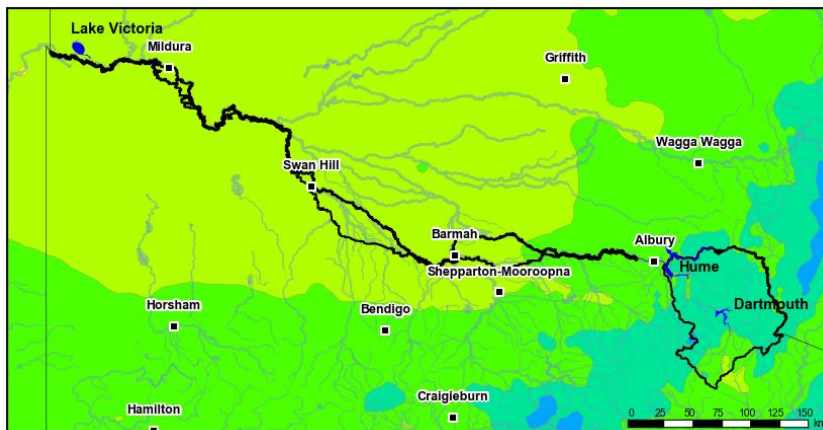 Lake Victoria
Mildura
Griffith
Wagga Wagga
Swan Hill
Barmah
Albury
Hume
Shepparton-Mooroopna
Dartmouth
Horsham
Bendigo
Craigieburn
Hamilton
0 25 50 75 100 125 150
km